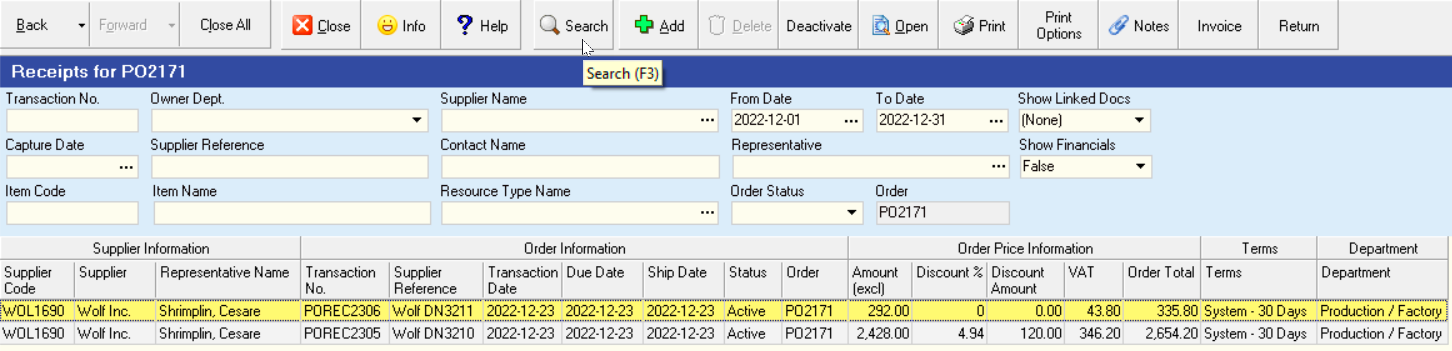 Back Forward Close All Close Info Help Search Add Delete Deactivate Open Print Print Options Notes Invoice Return
Search (F3)
Receipts for PO2171
Transaction No. Owner Dept. Supplier Name From Date To Date Show Linked Docs
2022-12-01 ... 2022-12-31 ... (None)
Capture Date Supplier Reference Contact Name Representative Show Financials
False
Item Code Item Name Resource Type Name Order Status Order
PO2171
Supplier Information Order Information Order Price Information Terms Department
Supplier Code Supplier Representative Name Transaction No. Supplier Reference Transaction Date Due Date Ship Date Status Order Amount (excl) Discount % Discount Amount VAT Order Total Terms Department
WOL1690 Wolf Inc. Shrimplin, Cesare POREC2306 Wolf DN3211 2022-12-23 2022-12-23 2022-12-23 Active PO2171 292.00 0 0.00 43.80 335.80 System - 30 Days Production / Factory
WOL1690 Wolf Inc. Shrimplin, Cesare POREC2305 Wolf DN3210 2022-12-23 2022-12-23 2022-12-23 Active PO2171 2,428.00 4.94 120.00 346.20 2,654.20 System - 30 Days Production / Factory